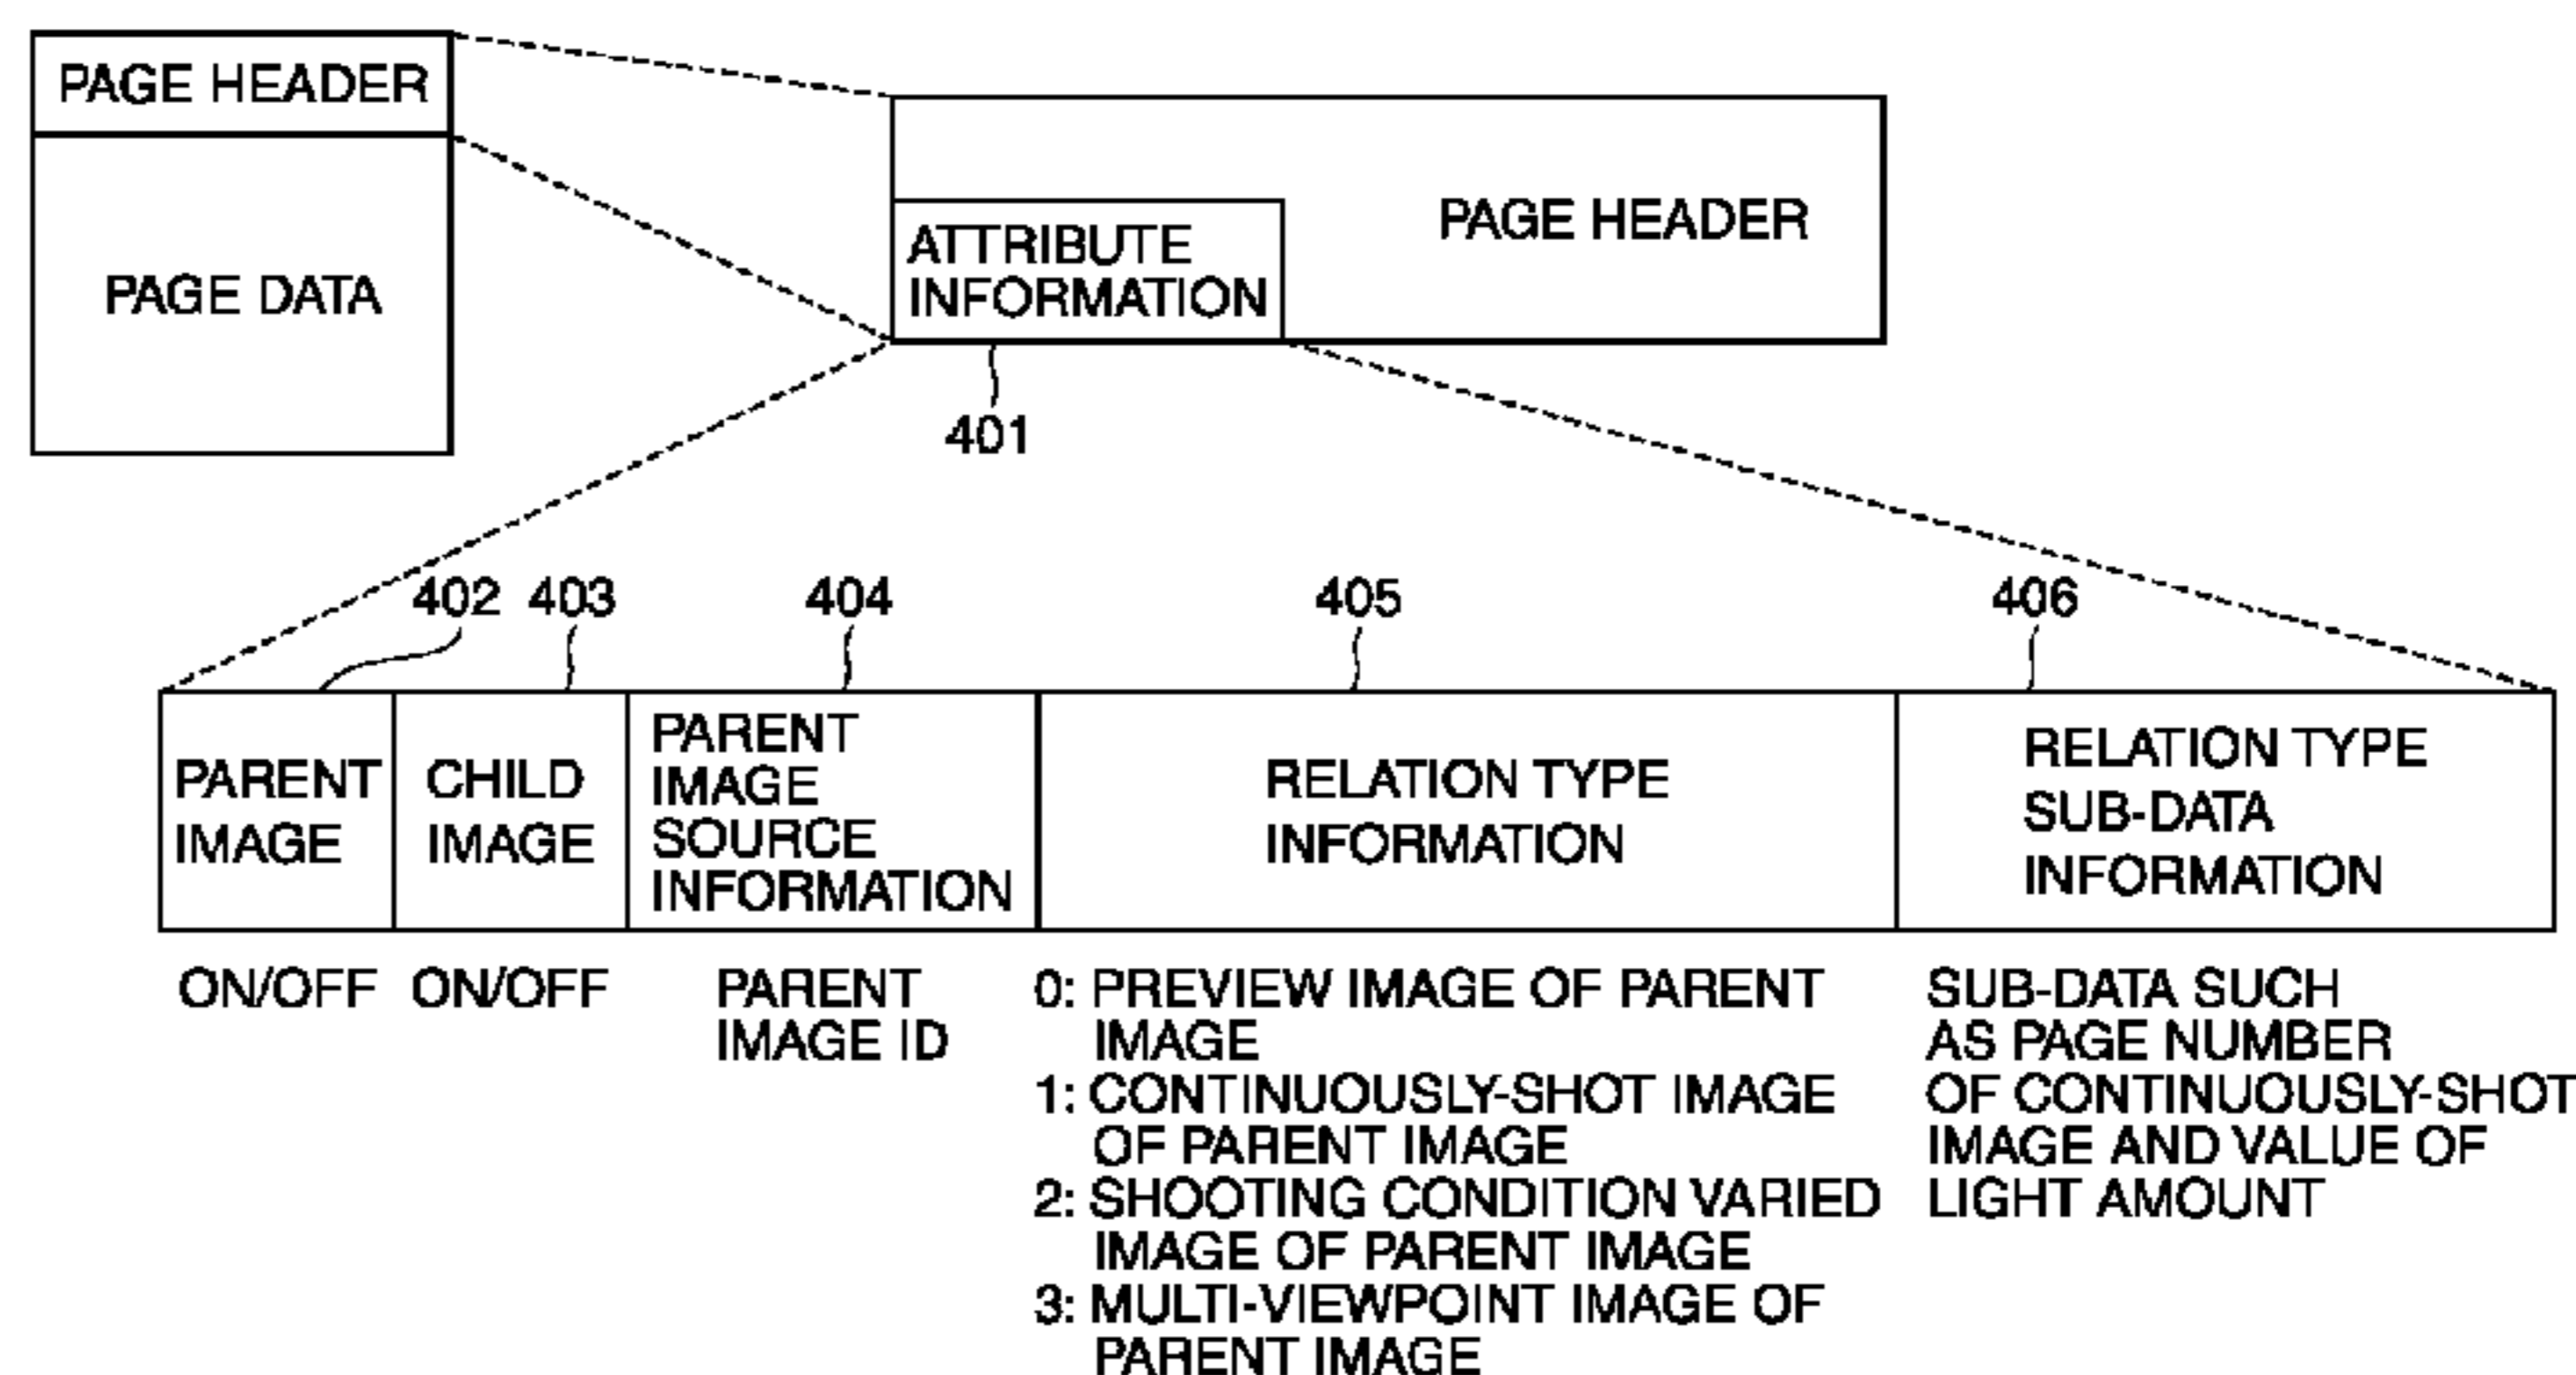 PAGE HEADER
PAGE DATA
ATTRIBUTE
INFORMATION
PAGE HEADER
401
402
403
404
405
406
PARENT
IMAGE
CHILD
IMAGE
PARENT
IMAGE
SOURCE
INFORMATION
RELATION TYPE
INFORMATION
RELATION TYPE
SUB-DATA
INFORMATION
ON/OFF
ON/OFF
PARENT
IMAGE ID
0: PREVIEW IMAGE OF PARENT
IMAGE
1: CONTINUOUSLY-SHOT IMAGE
OF PARENT IMAGE
2: SHOOTING CONDITION VARIED
IMAGE OF PARENT IMAGE
3: MULTI-VIEWPOINT IMAGE OF
PARENT IMAGE
SUB-DATA SUCH
AS PAGE NUMBER
OF CONTINUOUSLY-SHOT
IMAGE AND VALUE OF
LIGHT AMOUNT